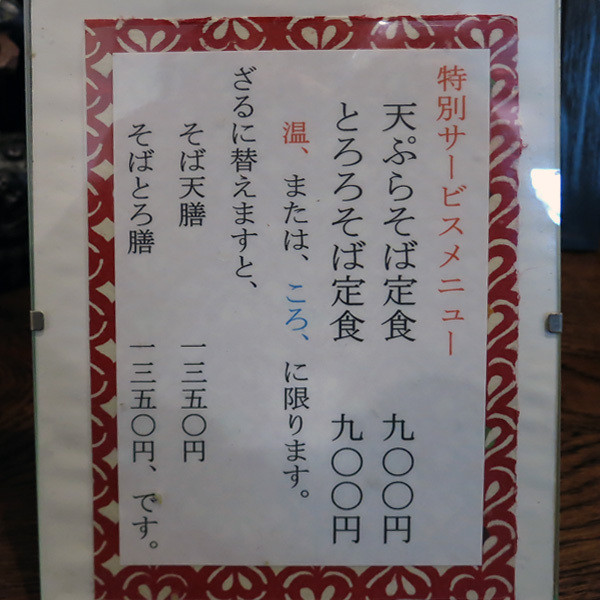 特別サービスメニュー
天ぷらそば定食 九〇〇円
とろろそば定食 九〇〇円
温、または、ころ、に限ります。
ざるに替えますと、
そば天膳 一三五〇円
そばとろ膳 一三五〇円、です。